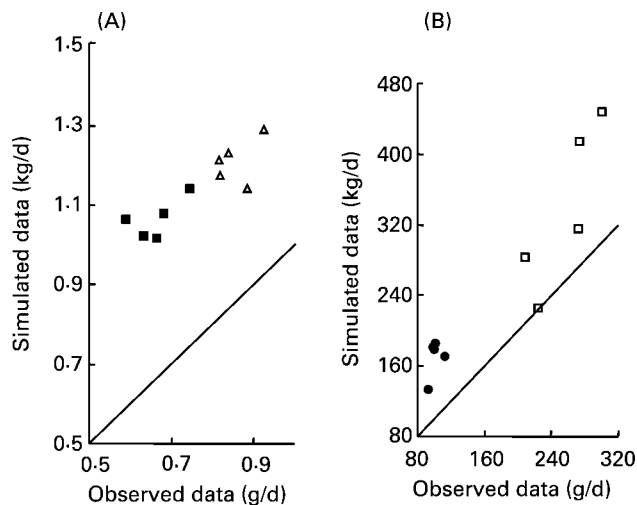 (A)
1·5
1·3
1·1
0·9
0·7
0·5
0·5 0·7 0·9
Simulated data (kg/d)
Observed data (g/d)
(B)
480
400
320
240
160
80
80 160 240 320
Simulated data (kg/d)
Observed data (g/d)